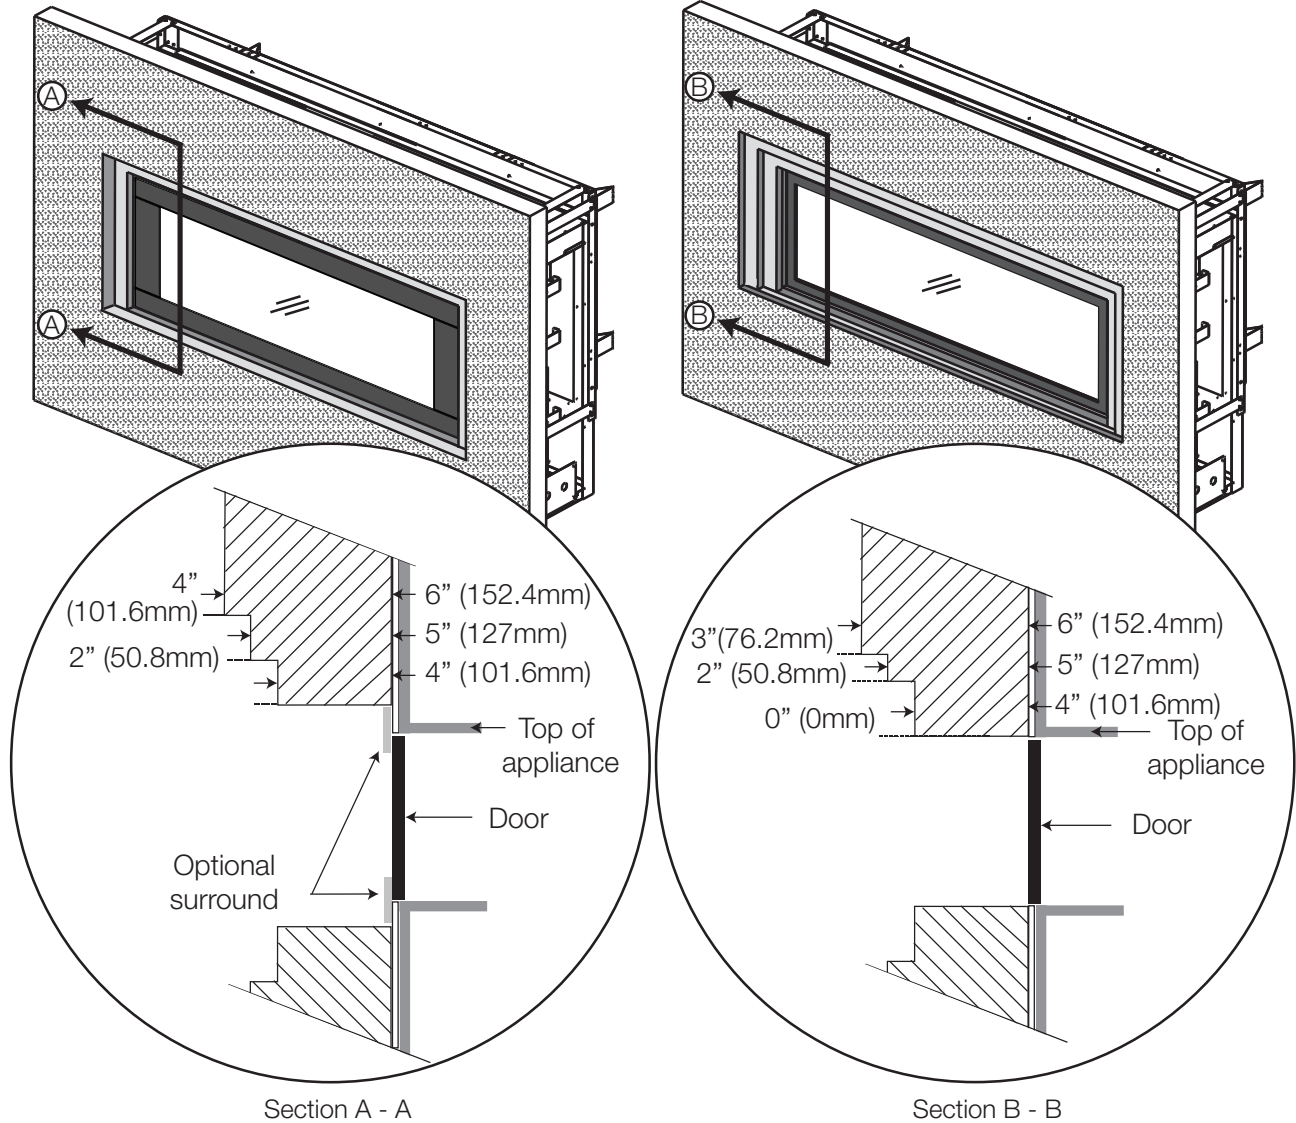 A
A
B
B
4”
(101.6mm)
2” (50.8mm)
6” (152.4mm)
5” (127mm)
4” (101.6mm)
Top of
appliance
Door
Optional
surround
3”(76.2mm)
2” (50.8mm)
0” (0mm)
6” (152.4mm)
5” (127mm)
4” (101.6mm)
Top of
appliance
Door
Section A - A
Section B - B